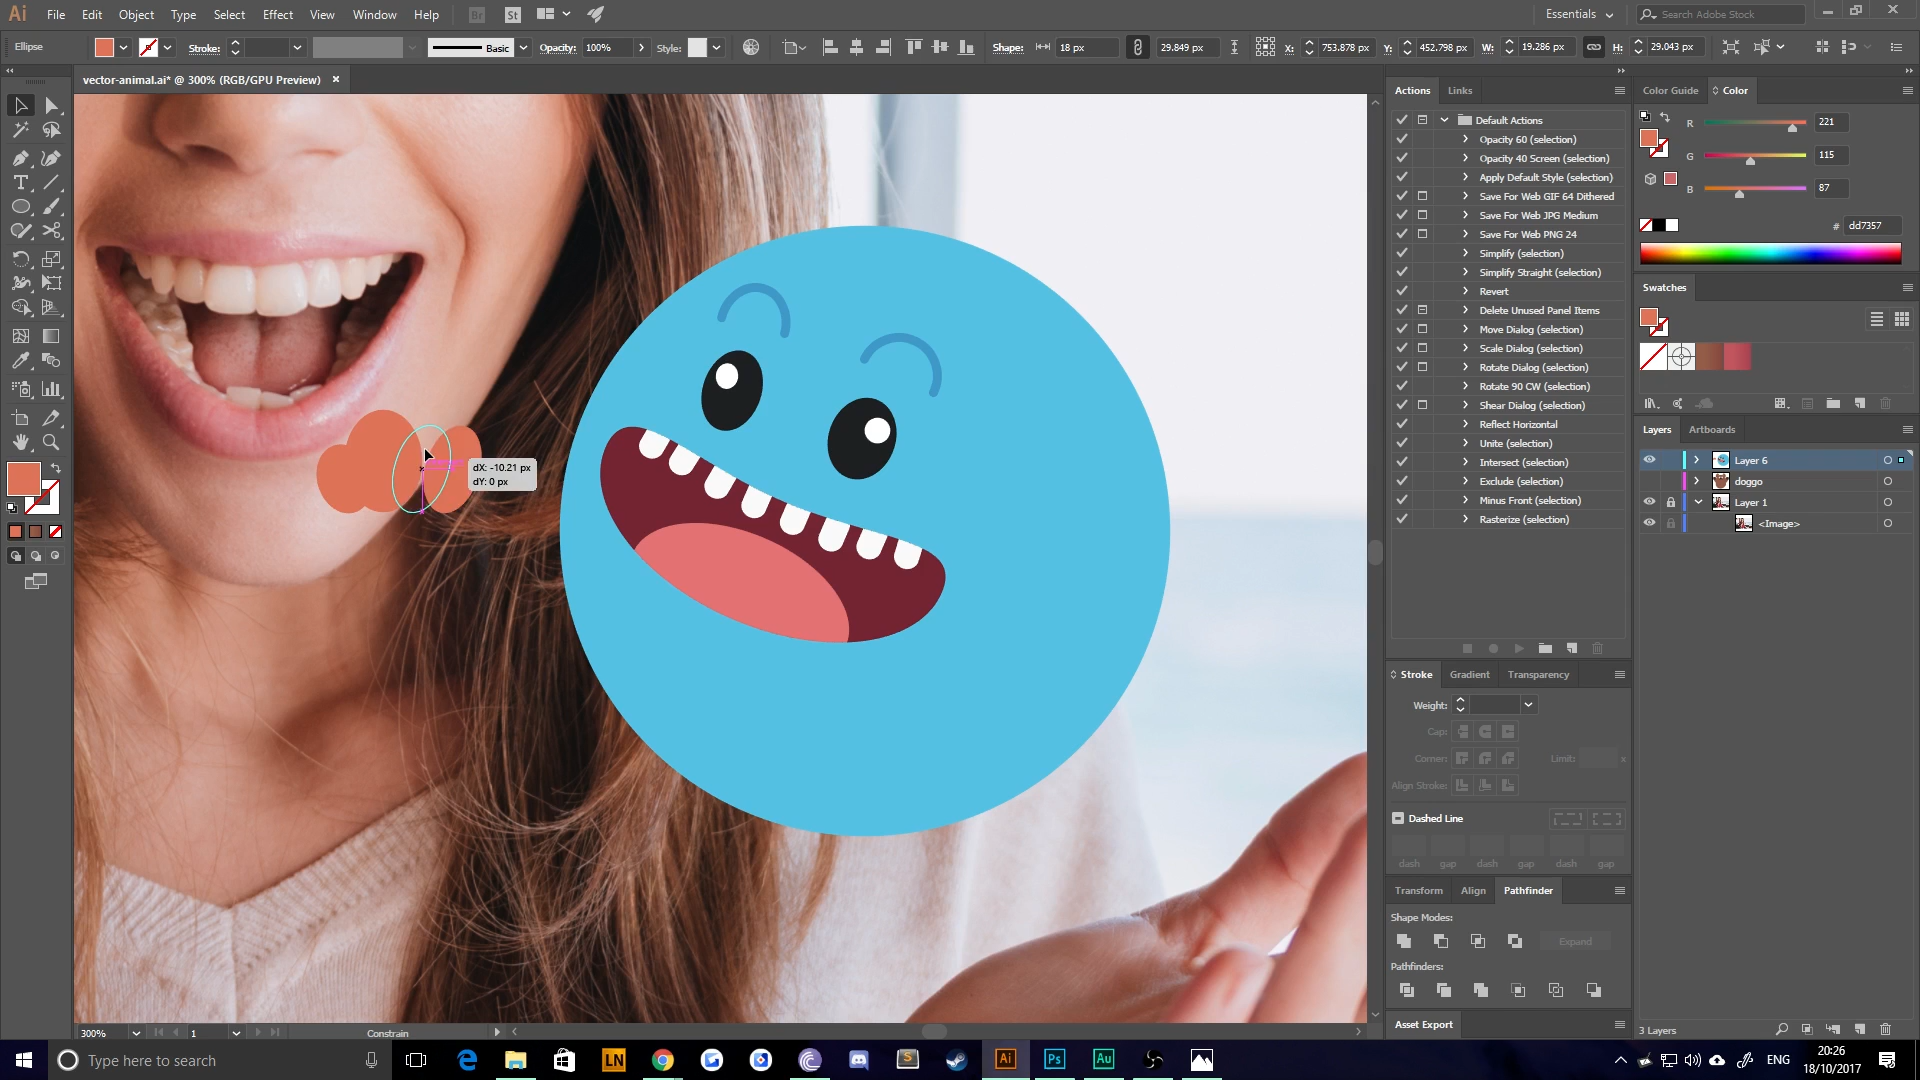 Ai File Edit Object Type Select Effect View Window Help Br St Essentials Search Adobe Stock
Ellipse Stroke: Basic Opacity: 100% Style: Shape: 18 px 29.849 px X: 753.878 px Y: 452.798 px W: 19.286 px H: 29.043 px
vector-animal.ai* @ 300% (RGB/GPU Preview) ×
Actions Links
Default Actions
Opacity 60 (selection)
Opacity 40 Screen (selection)
Apply Default Style (selection)
Save For Web GIF 64 Dithered
Save For Web JPG Medium
Save For Web PNG 24
Simplify (selection)
Simplify Straight (selection)
Revert
Delete Unused Panel Items
Move Dialog (selection)
Scale Dialog (selection)
Rotate Dialog (selection)
Rotate 90 CW (selection)
Shear Dialog (selection)
Reflect Horizontal
Unite (selection)
Intersect (selection)
Exclude (selection)
Minus Front (selection)
Rasterize (selection)
Color Guide Color
R 221
G 115
B 87
# dd7357
Swatches
Layers Artboards
Layer 6
doggo
Layer 1
<Image>
dX: -10.21 px
dY: 0 px
Stroke Gradient Transparency
Weight:
Cap:
Corner: Limit: x
Align Stroke:
Dashed Line
dash gap dash gap dash gap
Transform Align Pathfinder
Shape Modes:
Expand
Pathfinders:
Asset Export
3 Layers
300% 1 Constrain
Type here to search
LN
S
Ai
Ps
Au
ENG
20:26
18/10/2017